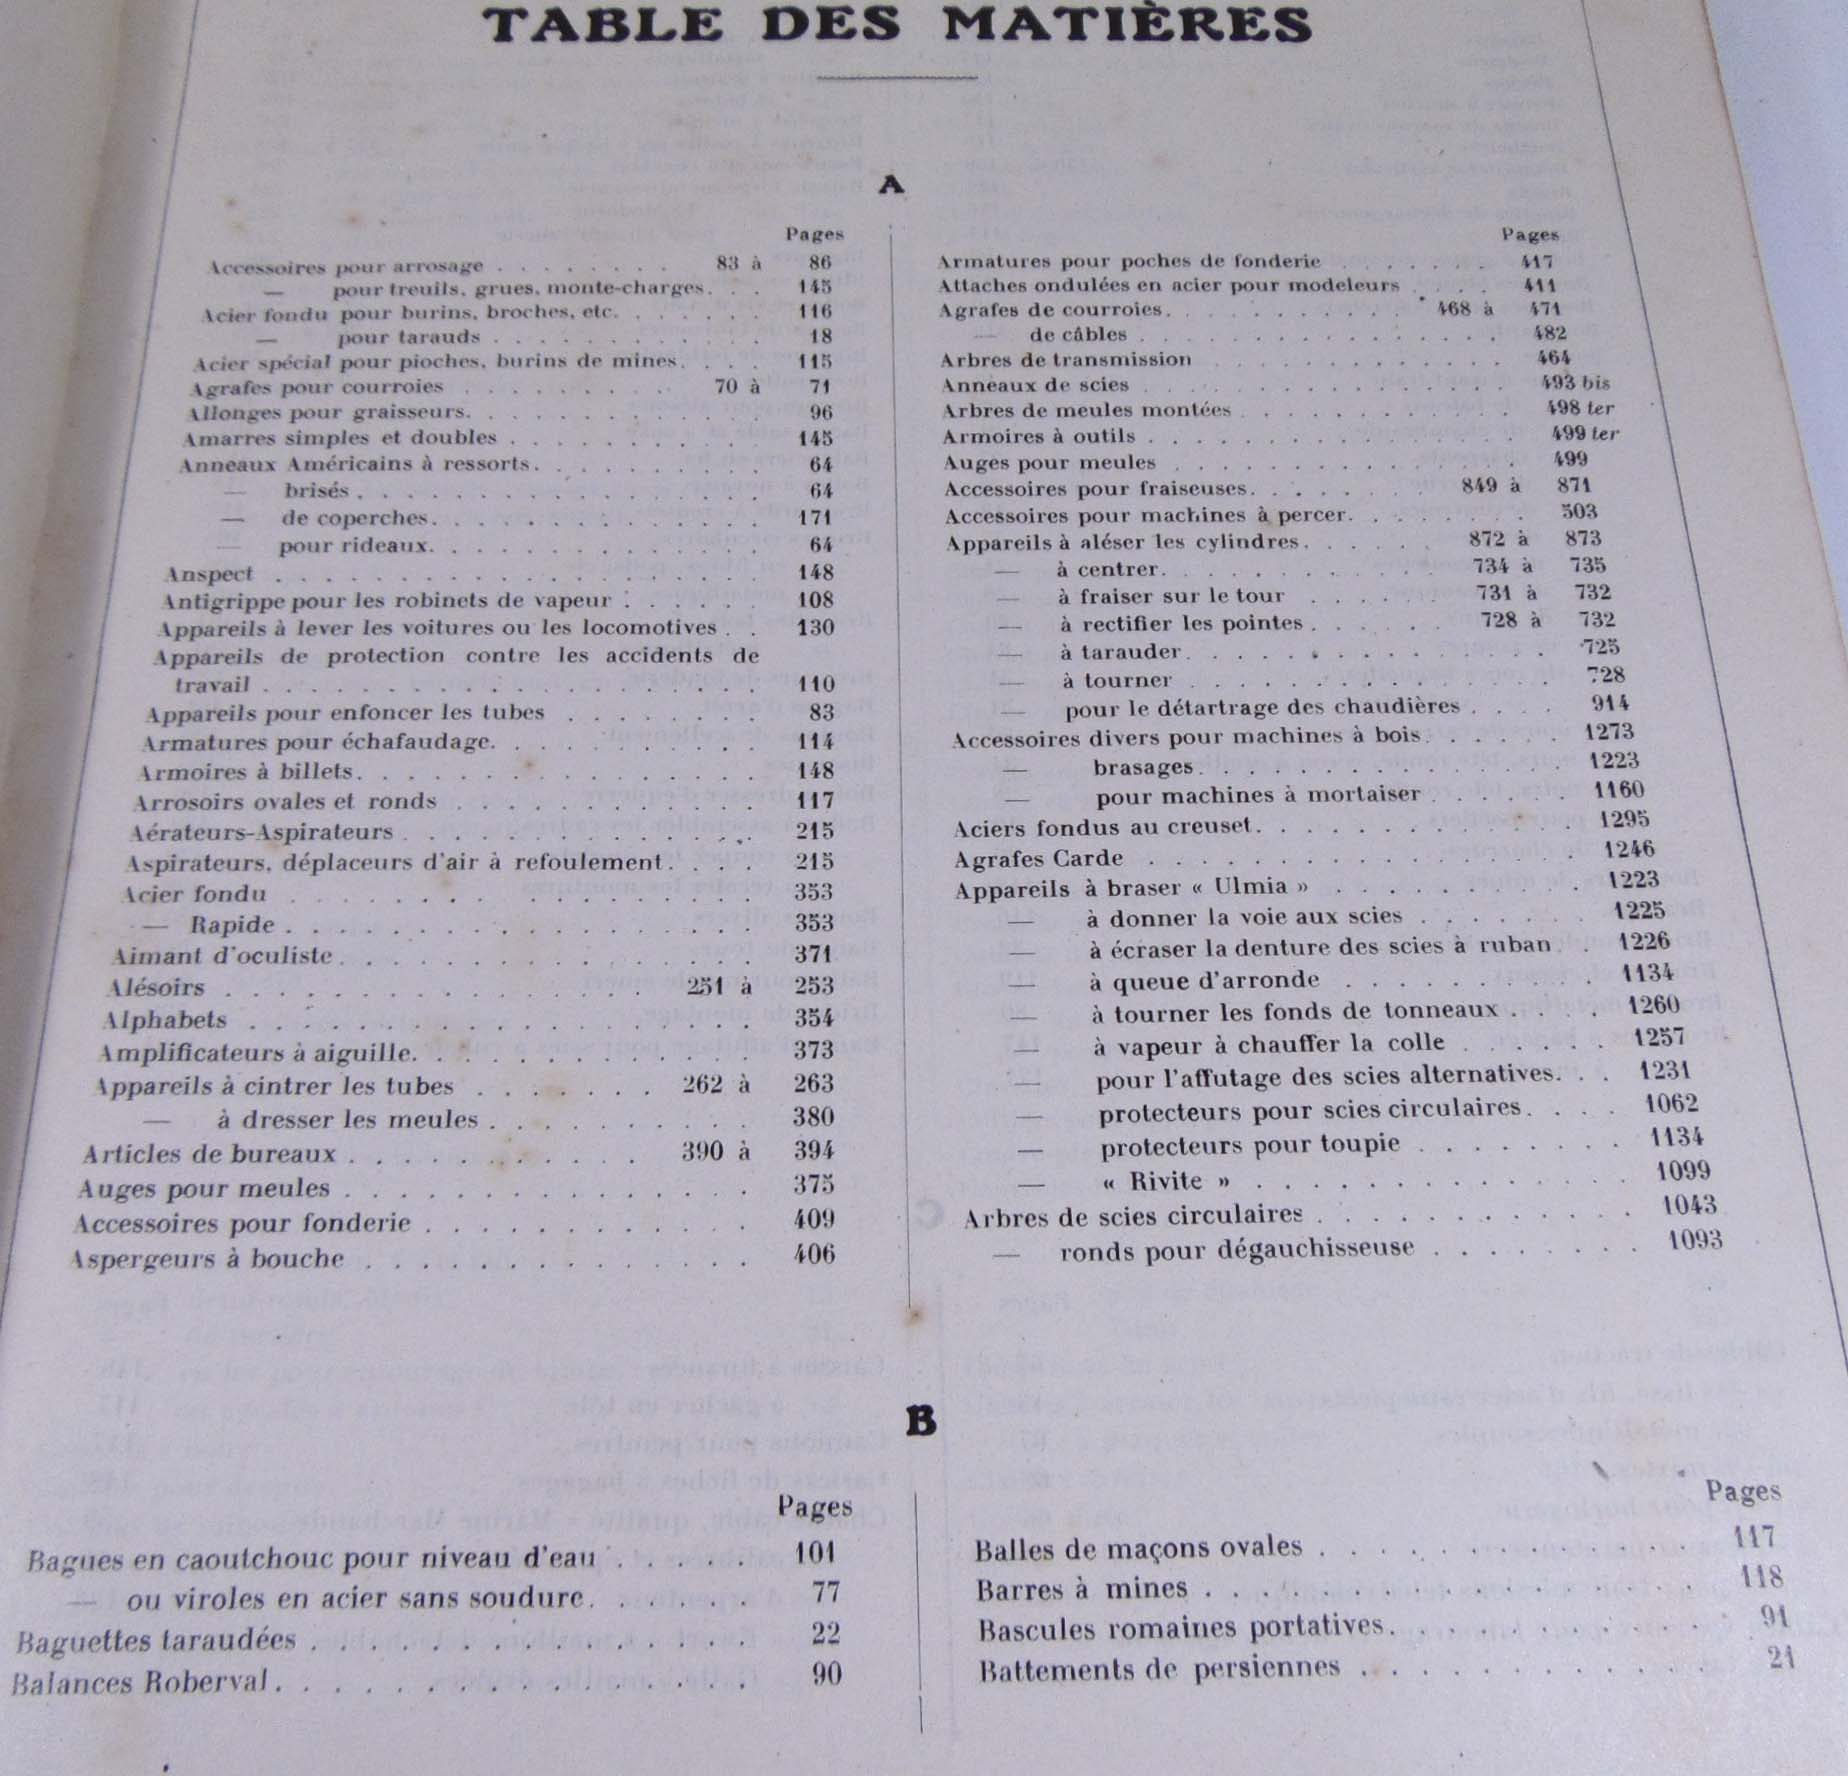 TABLE DES MATIÈRES
A
Pages
Accessoires pour arrosage . . . . . . . . 83 à 86
— pour treuils, grues, monte-charges. . . 145
Acier fondu pour burins, broches, etc. . . . . . . 116
— pour tarauds . . . . . . . . . . . 18
Acier spécial pour pioches, burins de mines. . . . 115
Agrafes pour courroies . . . . . . . . 70 à 71
Allonges pour graisseurs. . . . . . . . . . . 96
Amarres simples et doubles . . . . . . . . . 145
Anneaux Américains à ressorts. . . . . . . . . 64
— brisés . . . . . . . . . . . . . . 64
— de coperches. . . . . . . . . . . . 171
— pour rideaux. . . . . . . . . . . . 64
Anspect . . . . . . . . . . . . . . . . . 148
Antigrippe pour les robinets de vapeur . . . . . . 108
Appareils à lever les voitures ou les locomotives . . 130
Appareils de protection contre les accidents de
travail . . . . . . . . . . . . . . . . . 110
Appareils pour enfoncer les tubes . . . . . . . 83
Armatures pour échafaudage. . . . . . . . . . 114
Armoires à billets. . . . . . . . . . . . . . 148
Arrosoirs ovales et ronds . . . . . . . . . . . 117
Aérateurs-Aspirateurs . . . . . . . . . . . . 215
Aspirateurs, déplaceurs d'air à refoulement. . . . 215
Acier fondu . . . . . . . . . . . . . . . . 353
— Rapide . . . . . . . . . . . . . . . 353
Aimant d'oculiste . . . . . . . . . . . . . . 371
Alésoirs . . . . . . . . . . . . . . 251 à 253
Alphabets . . . . . . . . . . . . . . . . . 354
Amplificateurs à aiguille. . . . . . . . . . . . 373
Appareils à cintrer les tubes . . . . . . . 262 à 263
— à dresser les meules . . . . . . . . . 380
Articles de bureaux . . . . . . . . . . 390 à 394
Auges pour meules . . . . . . . . . . . . . 375
Accessoires pour fonderie . . . . . . . . . . . 409
Aspergeurs à bouche . . . . . . . . . . . . . 406
Pages
Armatures pour poches de fonderie . . . . . . . 417
Attaches ondulées en acier pour modeleurs . . . . 411
Agrafes de courroies. . . . . . . . . . 468 à 471
— de câbles . . . . . . . . . . . . . . 482
Arbres de transmission . . . . . . . . . . . . 464
Anneaux de scies . . . . . . . . . . . . . . 493 bis
Arbres de meules montées . . . . . . . . . . . 498 ter
Armoires à outils . . . . . . . . . . . . . . 499 ter
Auges pour meules . . . . . . . . . . . . . 499
Accessoires pour fraiseuses. . . . . . . . 849 à 871
Accessoires pour machines à percer. . . . . . . . 503
Appareils à aléser les cylindres. . . . . . 872 à 873
— à centrer. . . . . . . . . . . 734 à 735
— à fraiser sur le tour . . . . . . 731 à 732
— à rectifier les pointes . . . . . . 728 à 732
— à tarauder. . . . . . . . . . . . . . 725
— à tourner . . . . . . . . . . . . . . 728
— pour le détartrage des chaudières . . . . 914
Accessoires divers pour machines à bois. . . . . . 1273
— brasages. . . . . . . . . . . . . . 1223
— pour machines à mortaiser . . . . . . 1160
Aciers fondus au creuset. . . . . . . . . . . . 1295
Agrafes Carde . . . . . . . . . . . . . . . 1246
Appareils à braser « Ulmia » . . . . . . . . . 1223
— à donner la voie aux scies . . . . . . . 1225
— à écraser la denture des scies à ruban . . 1226
— à queue d'arronde . . . . . . . . . . 1134
— à tourner les fonds de tonneaux . . . . 1260
— à vapeur à chauffer la colle . . . . . . 1257
— pour l'affutage des scies alternatives. . . 1231
— protecteurs pour scies circulaires. . . . 1062
— protecteurs pour toupie . . . . . . . . 1134
— « Rivite » . . . . . . . . . . . . . . 1099
Arbres de scies circulaires . . . . . . . . . . . 1043
— ronds pour dégauchisseuse . . . . . . . . 1093
B
Pages
Bagues en caoutchouc pour niveau d'eau . . . . . 101
— ou viroles en acier sans soudure. . . . . . 77
Baguettes taraudées . . . . . . . . . . . . . 22
Balances Roberval. . . . . . . . . . . . . . 90
Pages
Balles de maçons ovales . . . . . . . . . . . . 117
Barres à mines . . . . . . . . . . . . . . . 118
Bascules romaines portatives. . . . . . . . . . 91
Battements de persiennes . . . . . . . . . . . 21